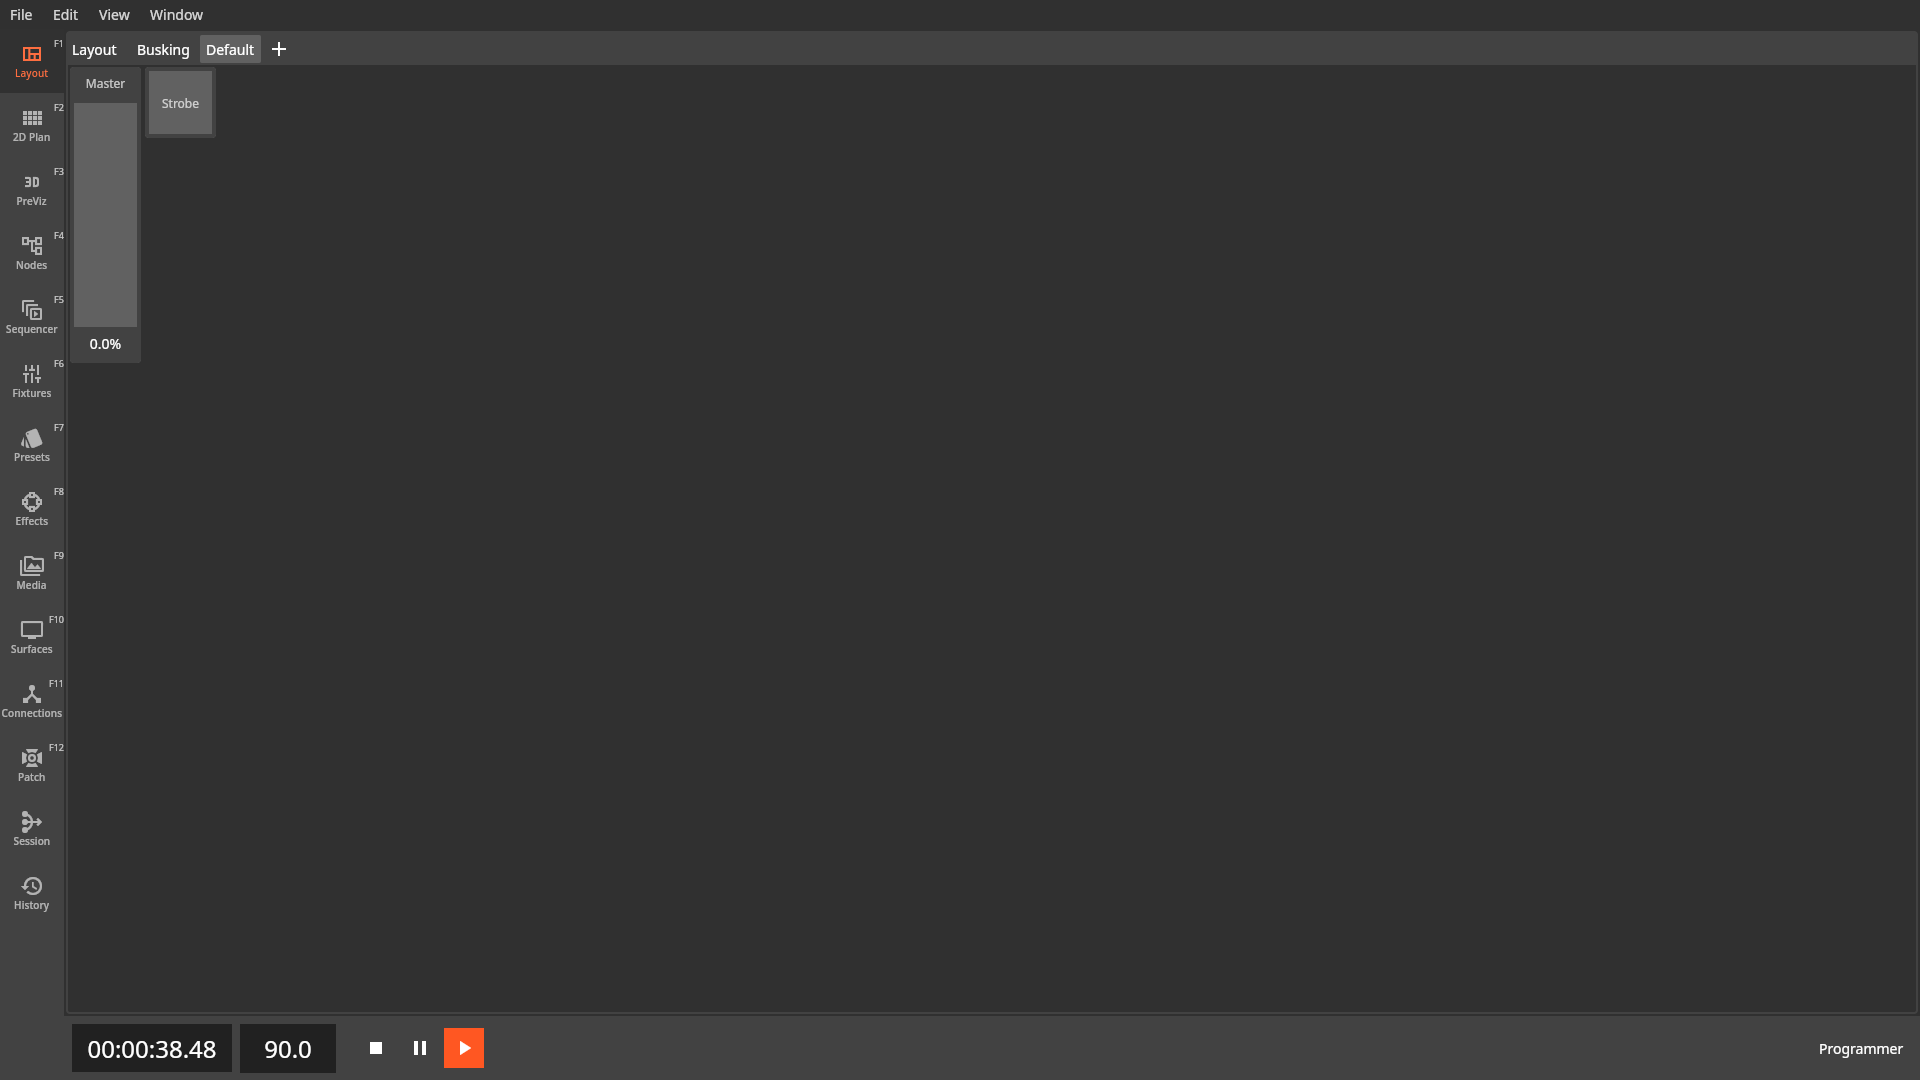 File Edit View Window
F1
Layout
F2
2D Plan
F3
3D
PreViz
F4
Nodes
F5
Sequencer
F6
Fixtures
F7
Presets
F8
Effects
F9
Media
F10
Surfaces
F11
Connections
F12
Patch
Session
History
Layout Busking Default
Master
0.0%
Strobe
00:00:38.48
90.0
Programmer